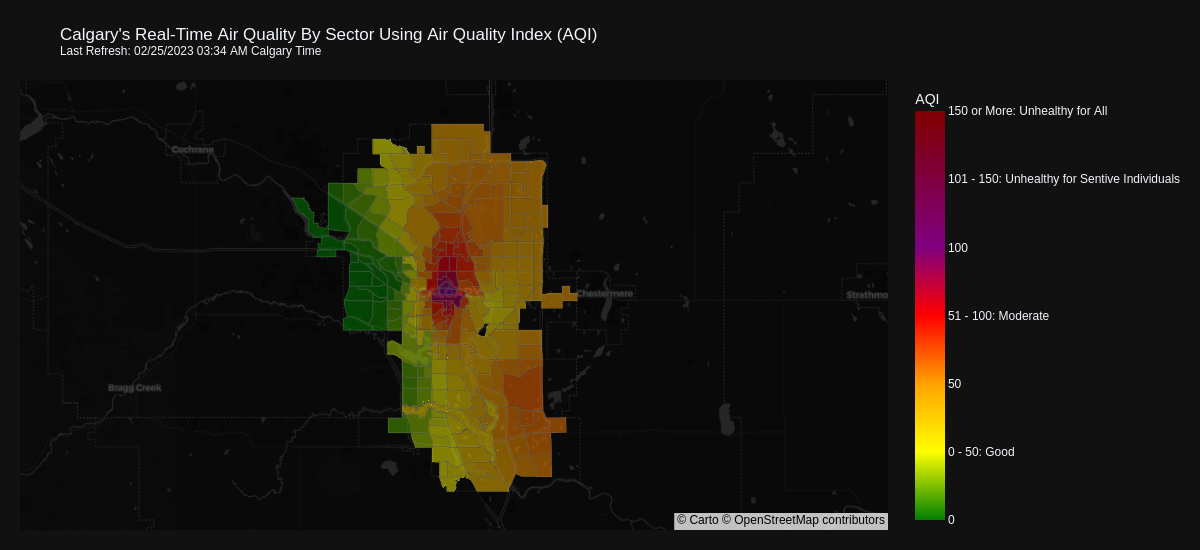 Calgary's Real-Time Air Quality By Sector Using Air Quality Index (AQI)
Last Refresh: 02/25/2023 03:34 AM Calgary Time
AQI
150 or More: Unhealthy for All
Cochrane
101 - 150: Unhealthy for Sentive Individuals
100
Chestermere
Strathmo
51 - 100: Moderate
50
Bragg Creek
0 - 50: Good
0
© Carto © OpenStreetMap contributors